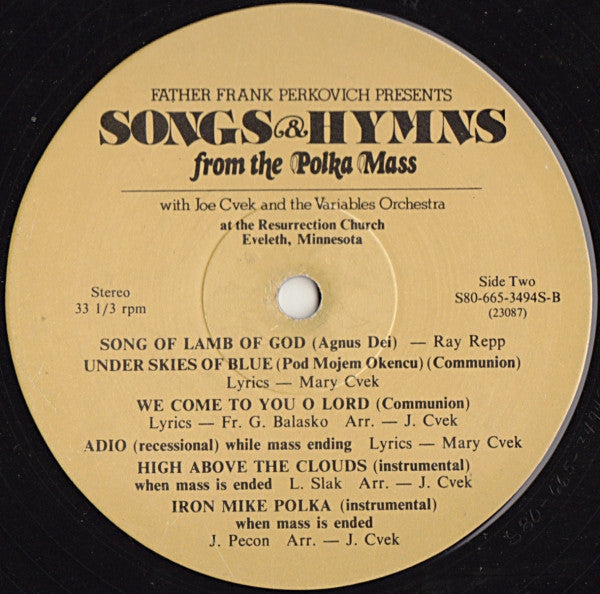 FATHER FRANK PERKOVICH PRESENTS
SONGS & HYMNS
from the Polka Mass
with Joe Cvek and the Variables Orchestra
at the Resurrection Church
Eveleth, Minnesota
Stereo
33 1/3 rpm
Side Two
S80-665-3494S-B
(23087)
SONG OF LAMB OF GOD (Agnus Dei) — Ray Repp
UNDER SKIES OF BLUE (Pod Mojem Okencu) (Communion)
Lyrics — Mary Cvek
WE COME TO YOU O LORD (Communion)
Lyrics — Fr. G. Balasko Arr. — J. Cvek
ADIO (recessional) while mass ending Lyrics — Mary Cvek
HIGH ABOVE THE CLOUDS (instrumental)
when mass is ended L. Slak Arr. — J. Cvek
IRON MIKE POLKA (instrumental)
when mass is ended
J. Pecon Arr. — J. Cvek